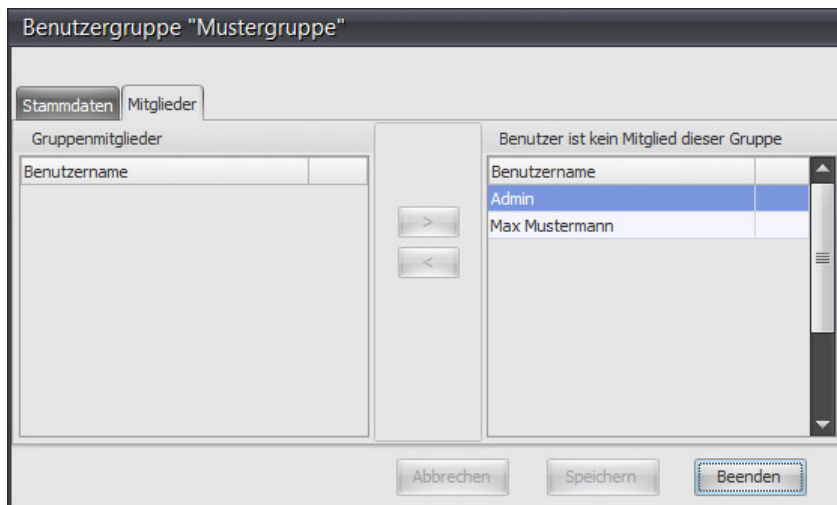 Benutzergruppe "Mustergruppe"
Stammdaten Mitglieder
Gruppenmitglieder
Benutzername
>
<
Benutzer ist kein Mitglied dieser Gruppe
Benutzername
Admin
Max Mustermann
Abbrechen Speichern Beenden